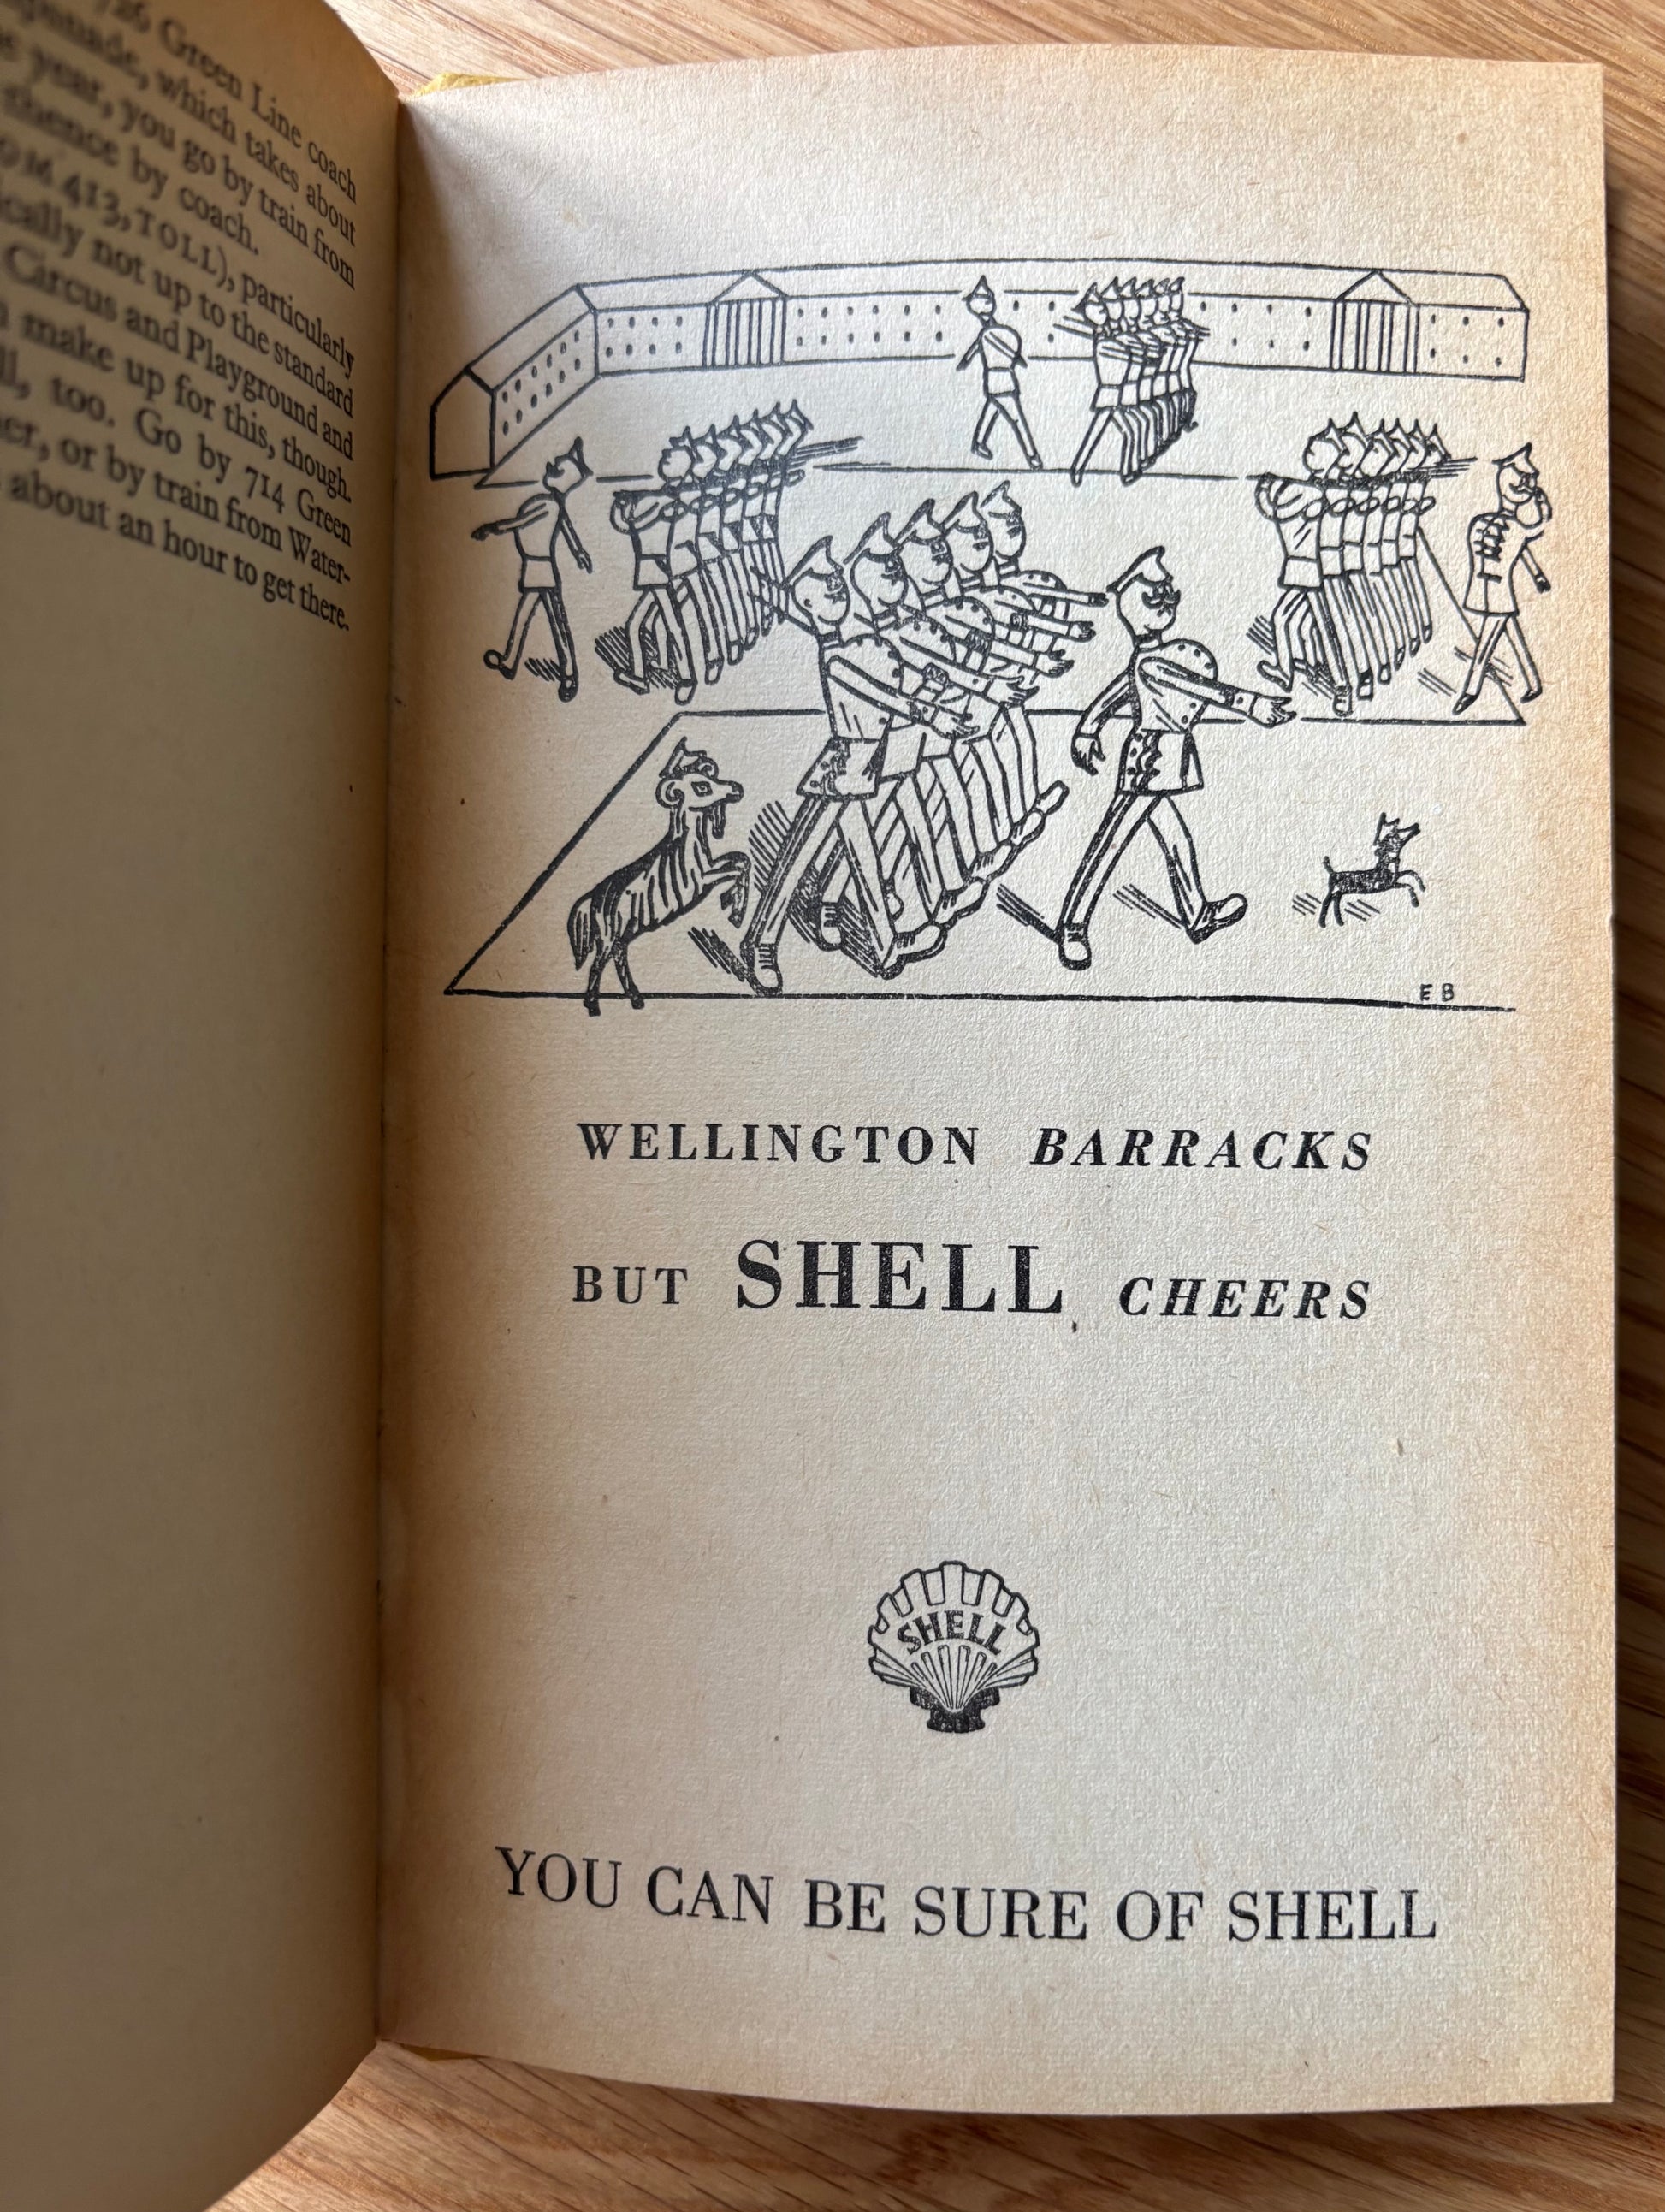 726 Green Line coach
which takes about
year, you go by train from
thence by coach.
413, TOLL), particularly
not up to the standard
Circus and Playground and
make up for this, though.
too. Go by 714 Green
or by train from Water-
about an hour to get there.
E B
WELLINGTON BARRACKS
BUT SHELL CHEERS
SHELL
YOU CAN BE SURE OF SHELL